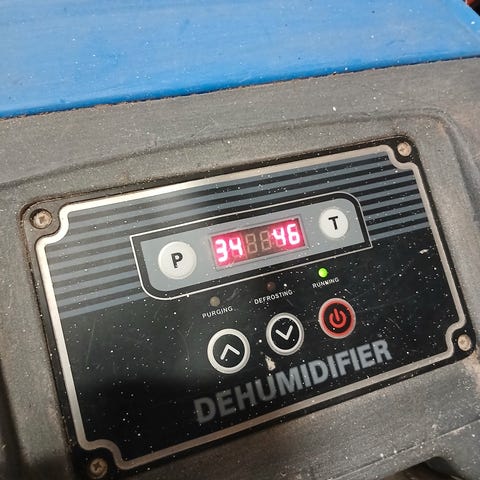 P
34 46
T
PURGING
DEFROSTING
RUNNING
DEHUMIDIFIER